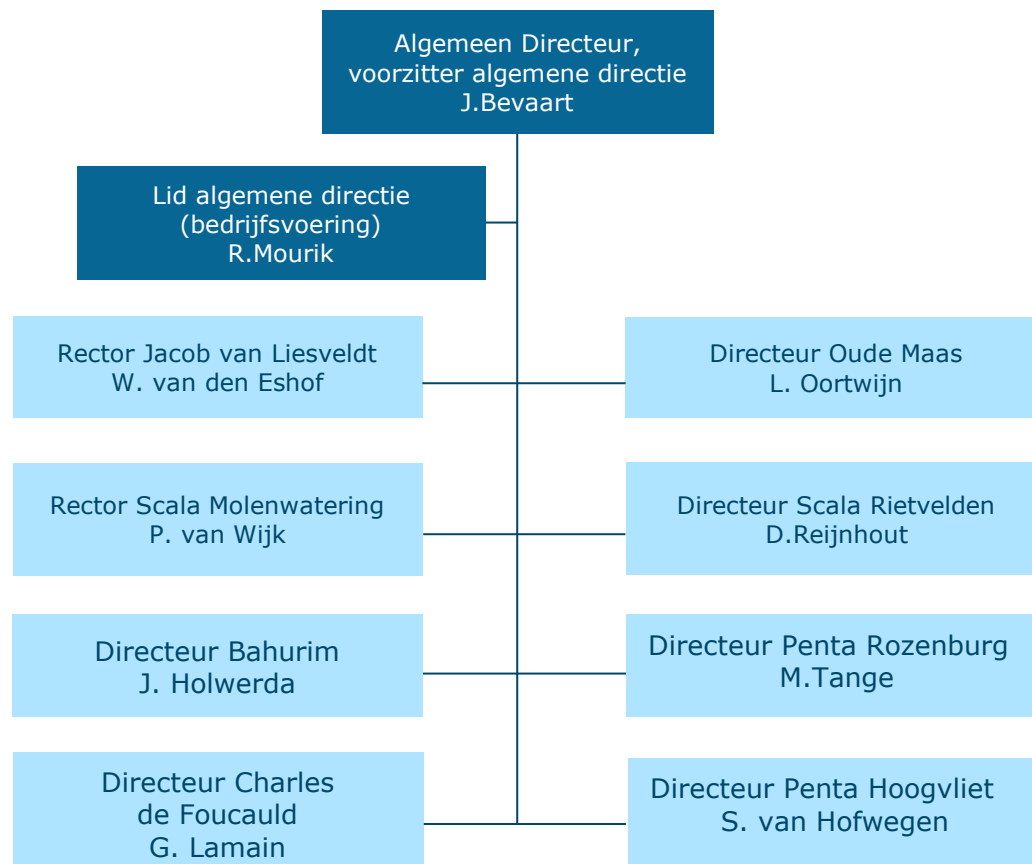 Algemeen Directeur,
voorzitter algemene directie
J.Bevaart
Lid algemene directie
(bedrijfsvoering)
R.Mourik
Rector Jacob van Liesveldt
W. van den Eshof
Directeur Oude Maas
L. Oortwijn
Rector Scala Molenwatering
P. van Wijk
Directeur Scala Rietvelden
D.Reijnhout
Directeur Bahurim
J. Holwerda
Directeur Penta Rozenburg
M.Tange
Directeur Charles
de Foucauld
G. Lamain
Directeur Penta Hoogvliet
S. van Hofwegen